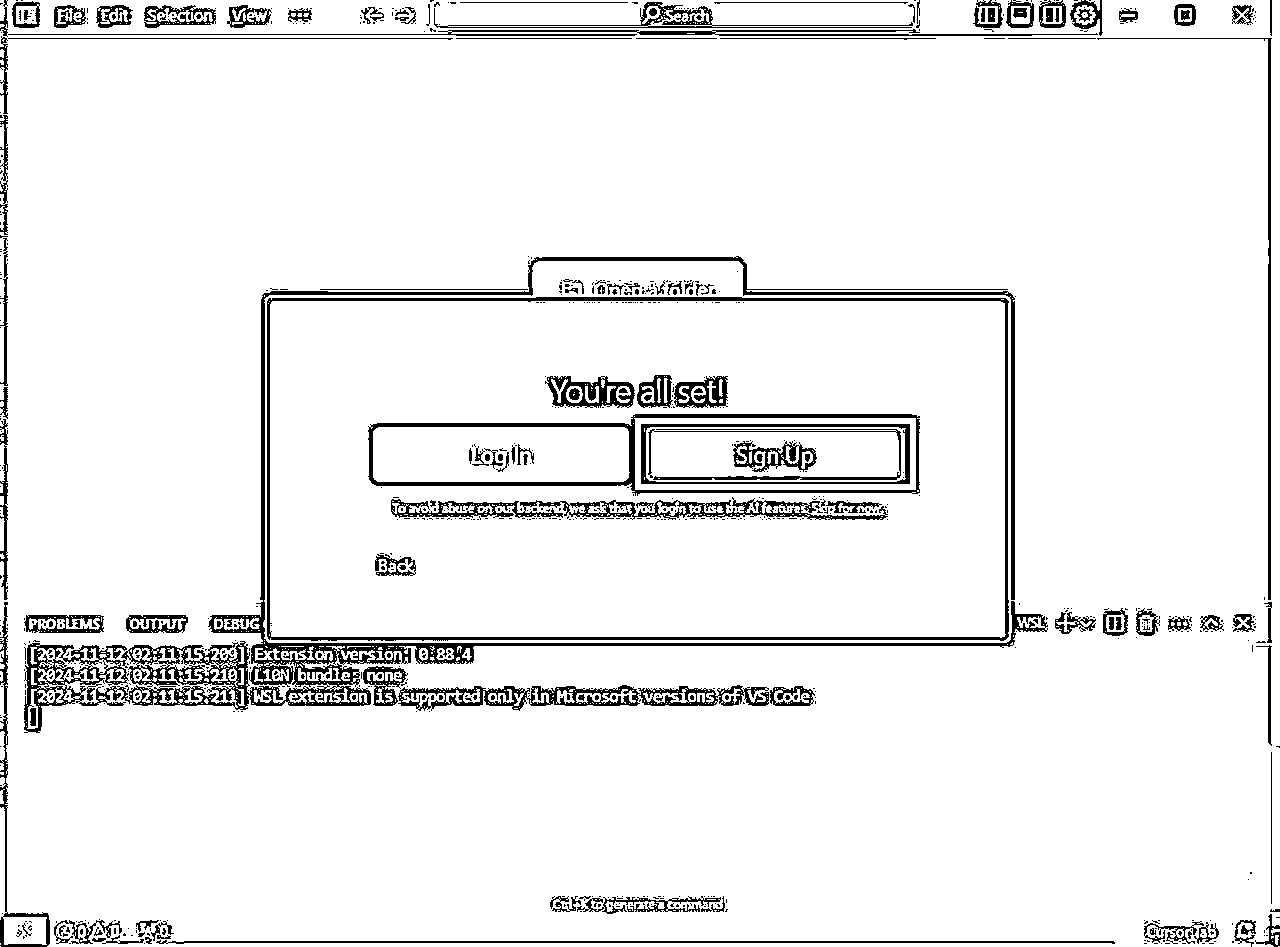 File Edit Selection View Search
Open a folder
You're all set!
Log In Sign Up
To avoid abuse on our backend, we ask that you login to use the AI features. Skip for now.
Back
PROBLEMS OUTPUT DEBUG WSL
[2024-11-12 02:11:15.209] Extension version: 0.88.4
[2024-11-12 02:11:15.210] L10N bundle: none
[2024-11-12 02:11:15.211] WSL extension is supported only in Microsoft versions of VS Code
Ctrl+K to generate a command
0 0 0 Cursor Tab